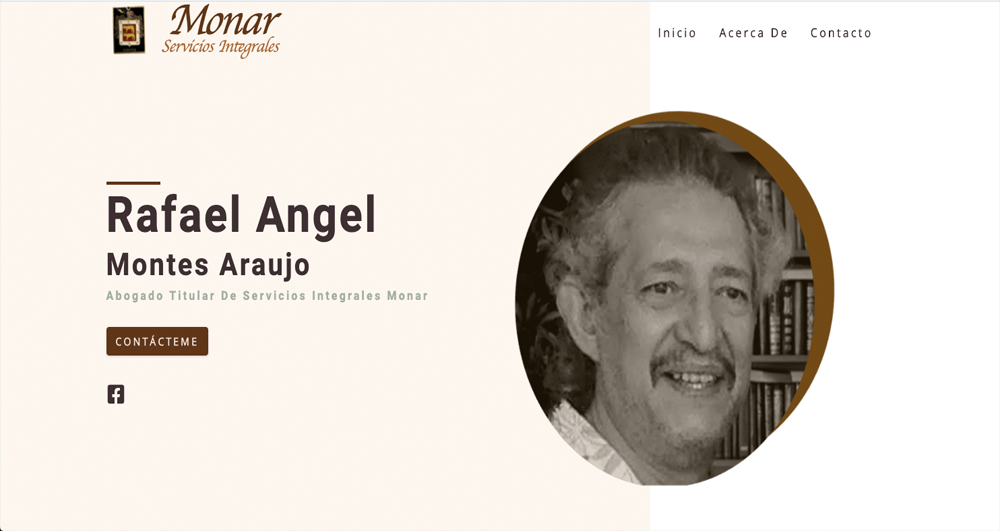 Monar
Servicios Integrales
Inicio
Acerca De
Contacto
Rafael Angel
Montes Araujo
Abogado Titular De Servicios Integrales Monar
CONTÁCTEME